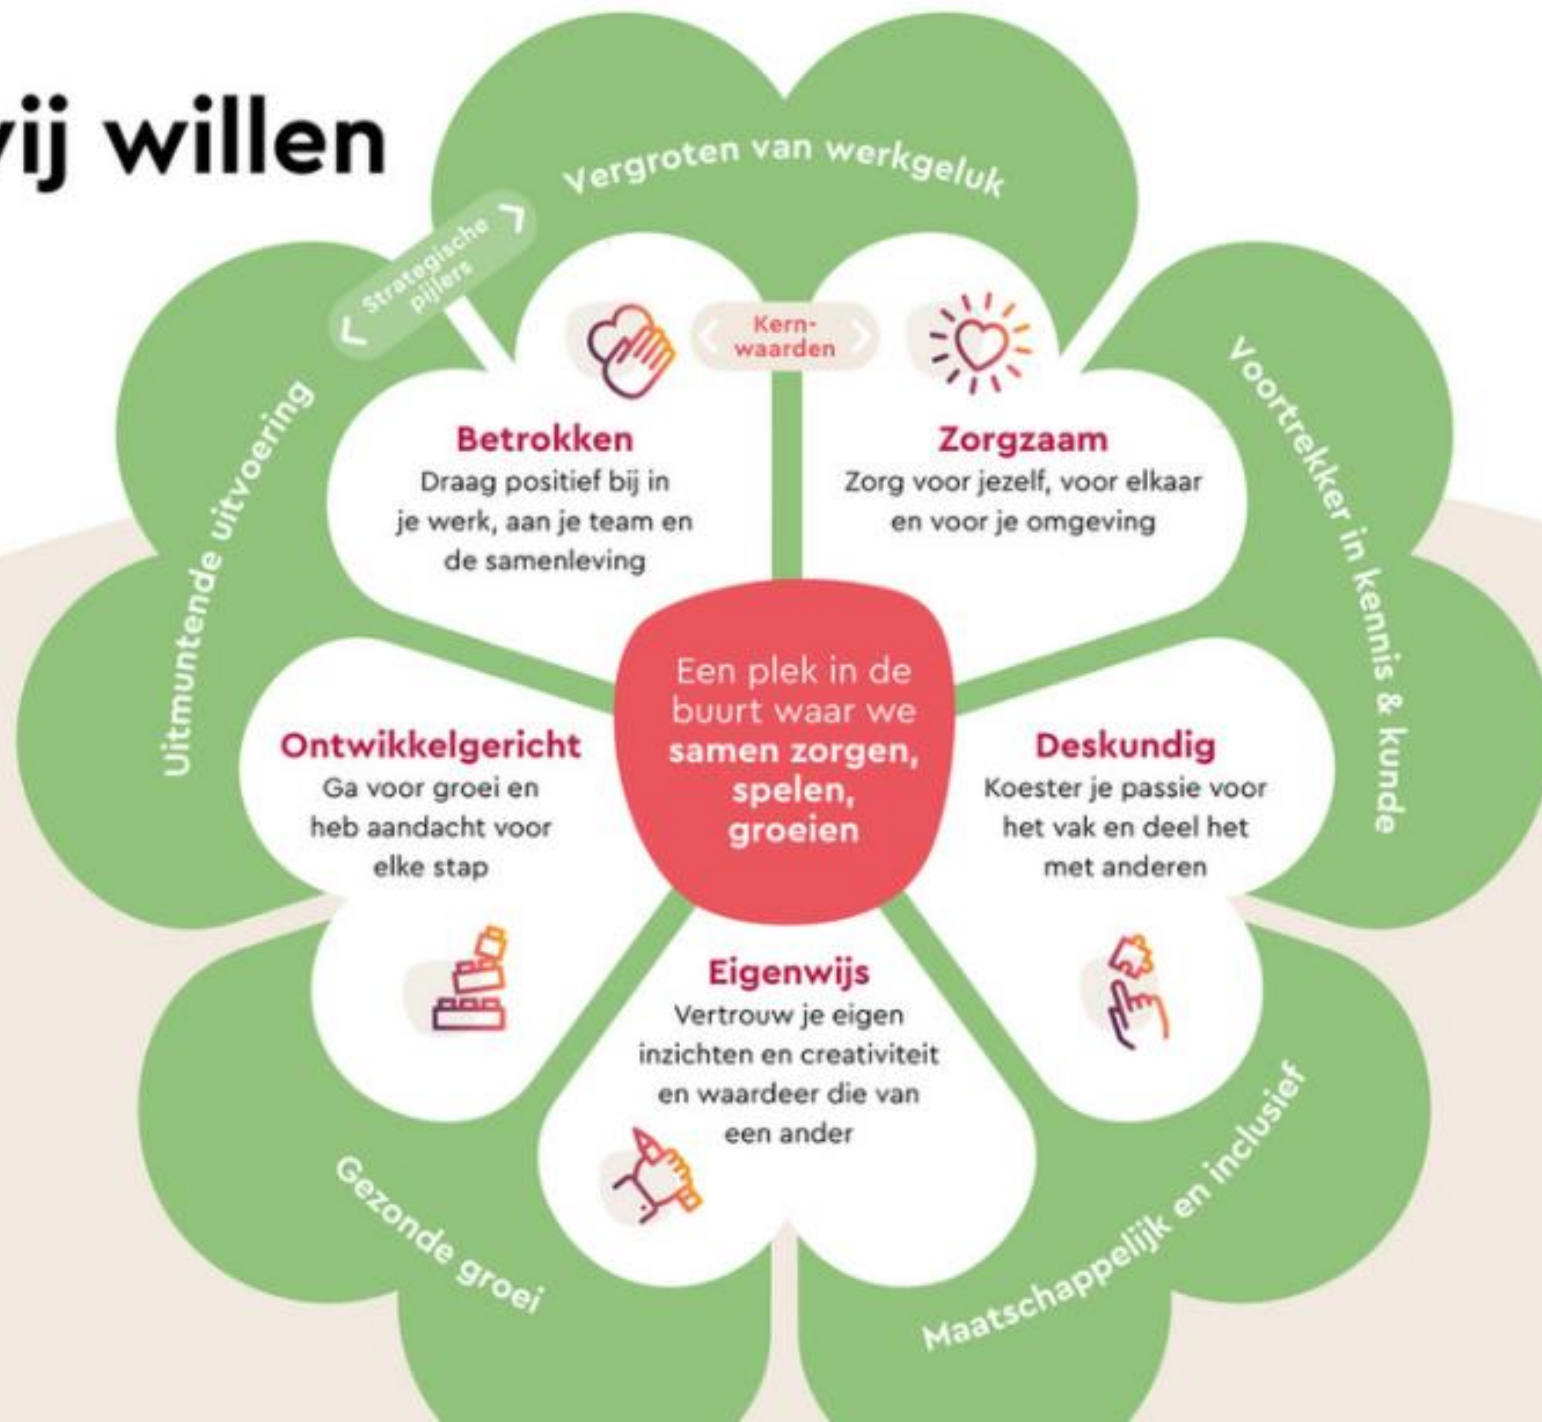 wij willen
Vergroten van werkgeluk
Strategische
pijlers
Kern-
waarden
Betrokken
Draag positief bij in
je werk, aan je team en
de samenleving
Zorgzaam
Zorg voor jezelf, voor elkaar
en voor je omgeving
Voortrekker in kennis & kunde
Uitmuntende uitvoering
Een plek in de
buurt waar we
samen zorgen,
spelen,
groeien
Ontwikkelgericht
Ga voor groei en
heb aandacht voor
elke stap
Deskundig
Koester je passie voor
het vak en deel het
met anderen
Eigenwijs
Vertrouw je eigen
inzichten en creativiteit
en waardeer die van
een ander
Gezonde groei
Maatschappelijk en inclusief